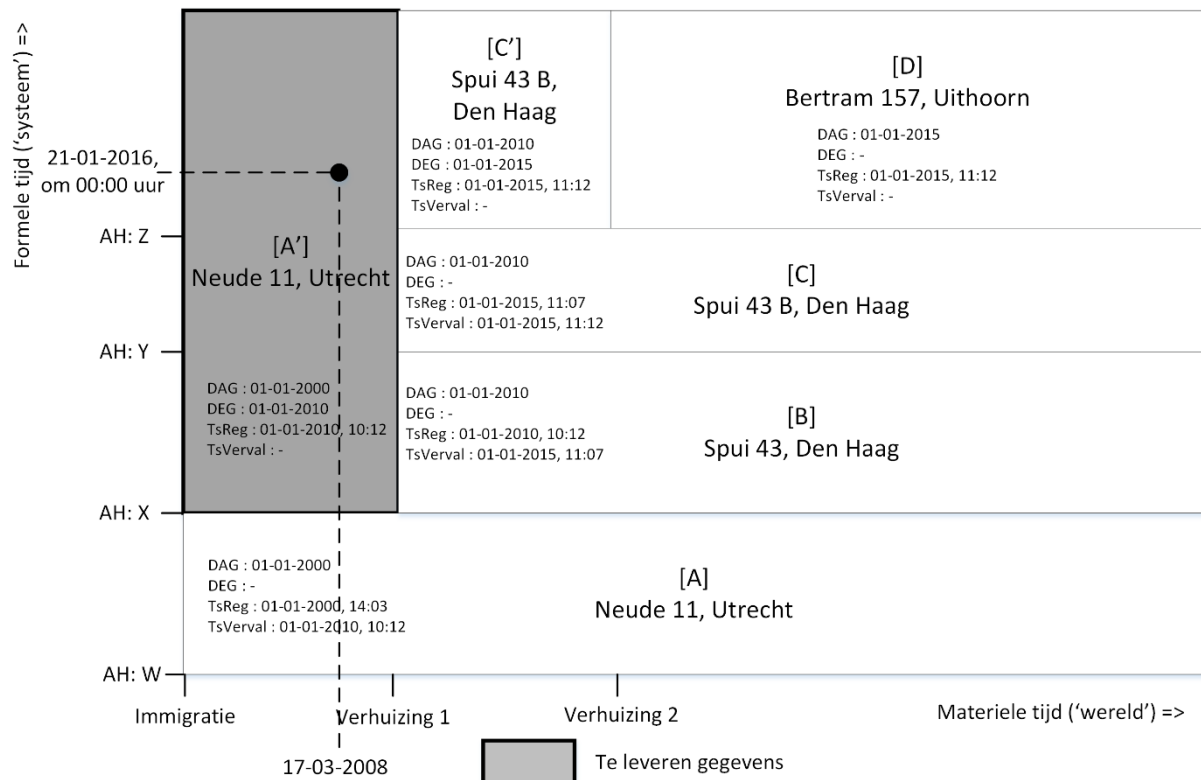 Formele tijd (‘systeem’) =>
21-01-2016,
om 00:00 uur
AH: Z
AH: Y
AH: X
AH: W
[A’]
Neude 11, Utrecht
DAG : 01-01-2000
DEG : 01-01-2010
TsReg : 01-01-2010, 10:12
TsVerval : -
[C’]
Spui 43 B,
Den Haag
DAG : 01-01-2010
DEG : 01-01-2015
TsReg : 01-01-2015, 11:12
TsVerval : -
[D]
Bertram 157, Uithoorn
DAG : 01-01-2015
DEG : -
TsReg : 01-01-2015, 11:12
TsVerval : -
DAG : 01-01-2010
DEG : -
TsReg : 01-01-2015, 11:07
TsVerval : 01-01-2015, 11:12
[C]
Spui 43 B, Den Haag
DAG : 01-01-2010
DEG : -
TsReg : 01-01-2010, 10:12
TsVerval : 01-01-2015, 11:07
[B]
Spui 43, Den Haag
DAG : 01-01-2000
DEG : -
TsReg : 01-01-2000, 14:03
TsVerval : 01-01-2010, 10:12
[A]
Neude 11, Utrecht
Immigratie
Verhuizing 1
Verhuizing 2
Materiele tijd (‘wereld’) =>
17-03-2008
Te leveren gegevens